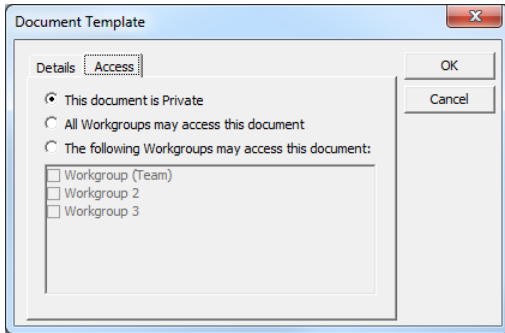 Document Template
Details Access
OK
This document is Private
Cancel
All Workgroups may access this document
The following Workgroups may access this document:
Workgroup (Team)
Workgroup 2
Workgroup 3